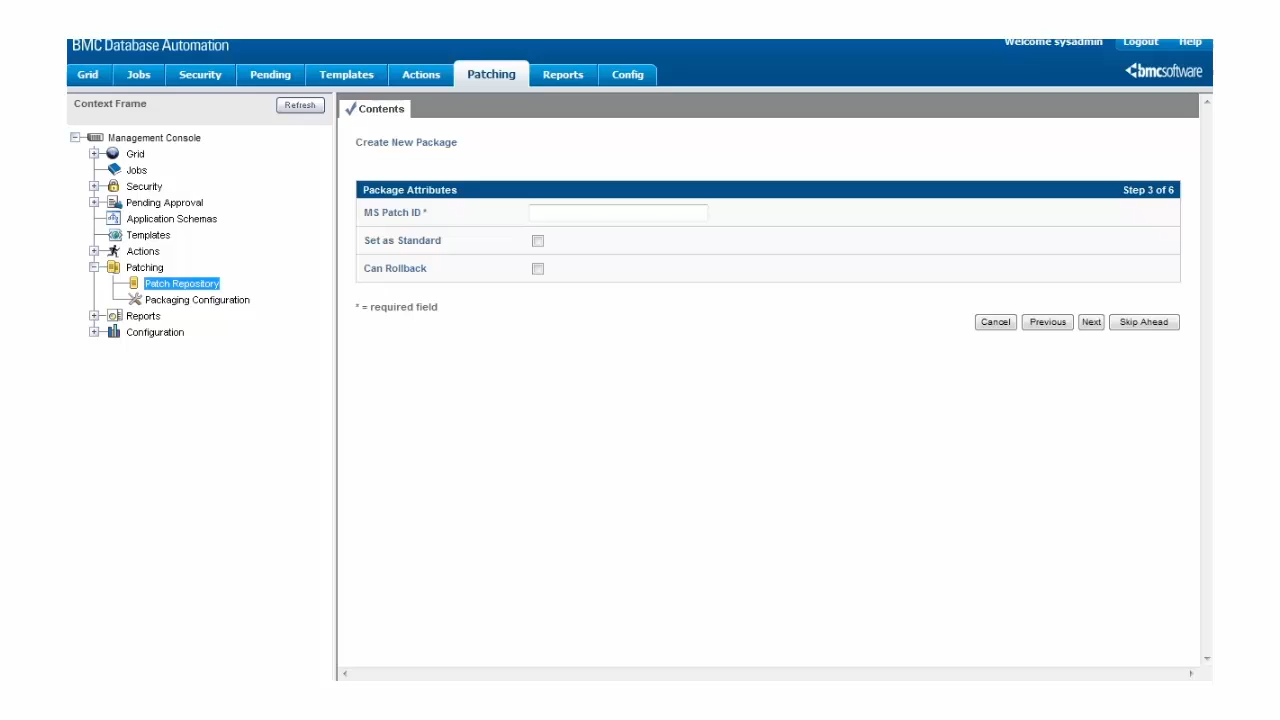 BMC Database Automation
Welcome sysadmin Logout Help
Grid Jobs Security Pending Templates Actions Patching Reports Config
bmcsoftware
Context Frame
Refresh
Management Console
Grid
Jobs
Security
Pending Approval
Application Schemas
Templates
Actions
Patching
Patch Repository
Packaging Configuration
Reports
Configuration
Contents
Create New Package
Package Attributes Step 3 of 6
MS Patch ID *
Set as Standard
Can Rollback
* = required field
Cancel Previous Next Skip Ahead